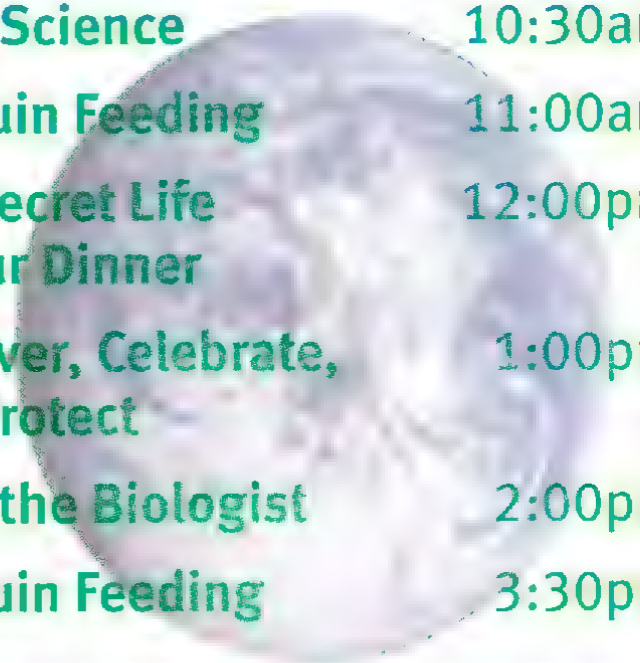 Science 10:30a
uin Feeding 11:00a
ecret Life 12:00p
ur Dinner
ver, Celebrate, 1:00p
rotect
the Biologist 2:00p
uin Feeding 3:30p